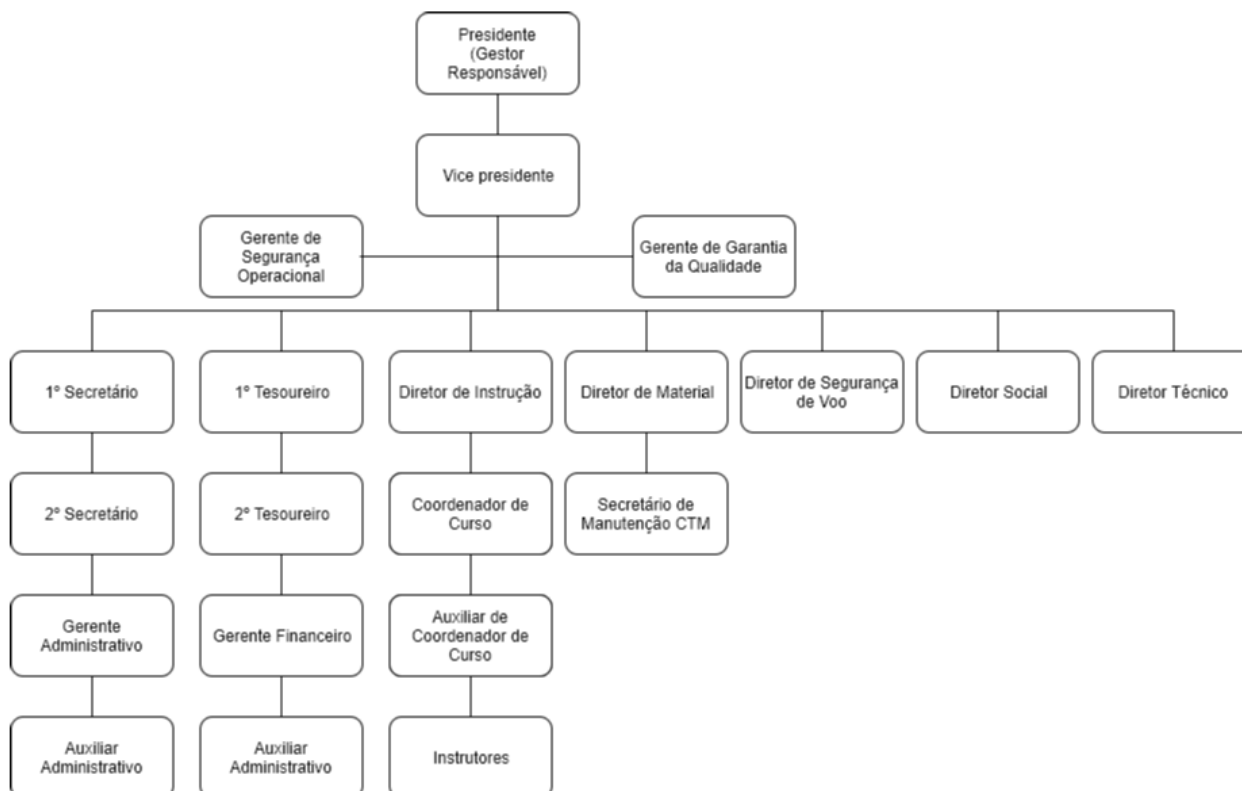 Presidente
(Gestor
Responsável)
Vice presidente
Gerente de
Segurança
Operacional
Gerente de Garantia
da Qualidade
1º Secretário
1º Tesoureiro
Diretor de Instrução
Diretor de Material
Diretor de Segurança
de Voo
Diretor Social
Diretor Técnico
2º Secretário
2º Tesoureiro
Coordenador de
Curso
Secretário de
Manutenção CTM
Gerente
Administrativo
Gerente Financeiro
Auxiliar de
Coordenador de
Curso
Auxiliar
Administrativo
Auxiliar
Administrativo
Instrutores